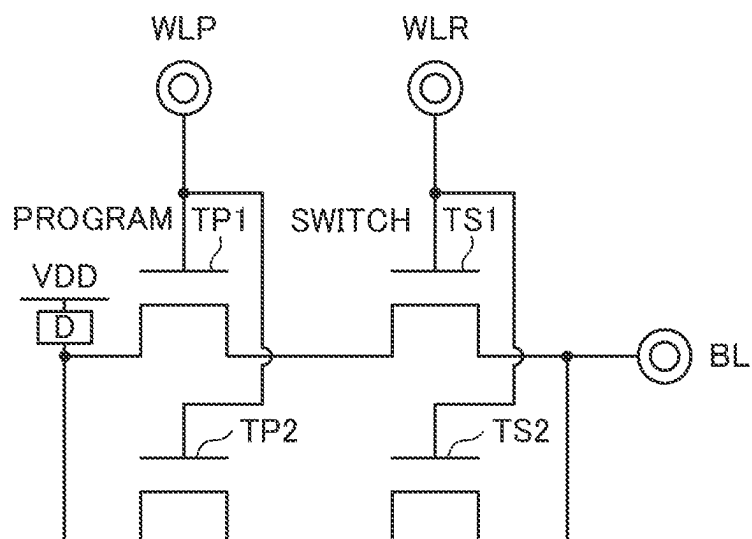 WLP WLR
PROGRAM TP1 SWITCH TS1
VDD
D
BL
TP2 TS2